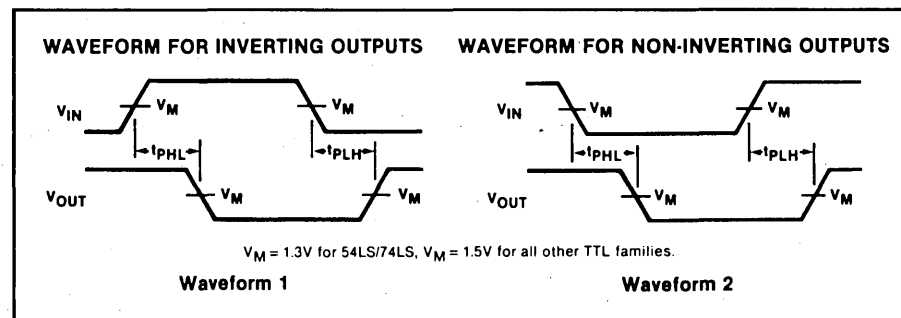 WAVEFORM FOR INVERTING OUTPUTS
VIN
VM
VM
tPHL
tPLH
VOUT
VM
VM
WAVEFORM FOR NON-INVERTING OUTPUTS
VIN
VM
VM
tPHL
tPLH
VOUT
VM
VM
VM = 1.3V for 54LS/74LS, VM = 1.5V for all other TTL families.
Waveform 1
Waveform 2